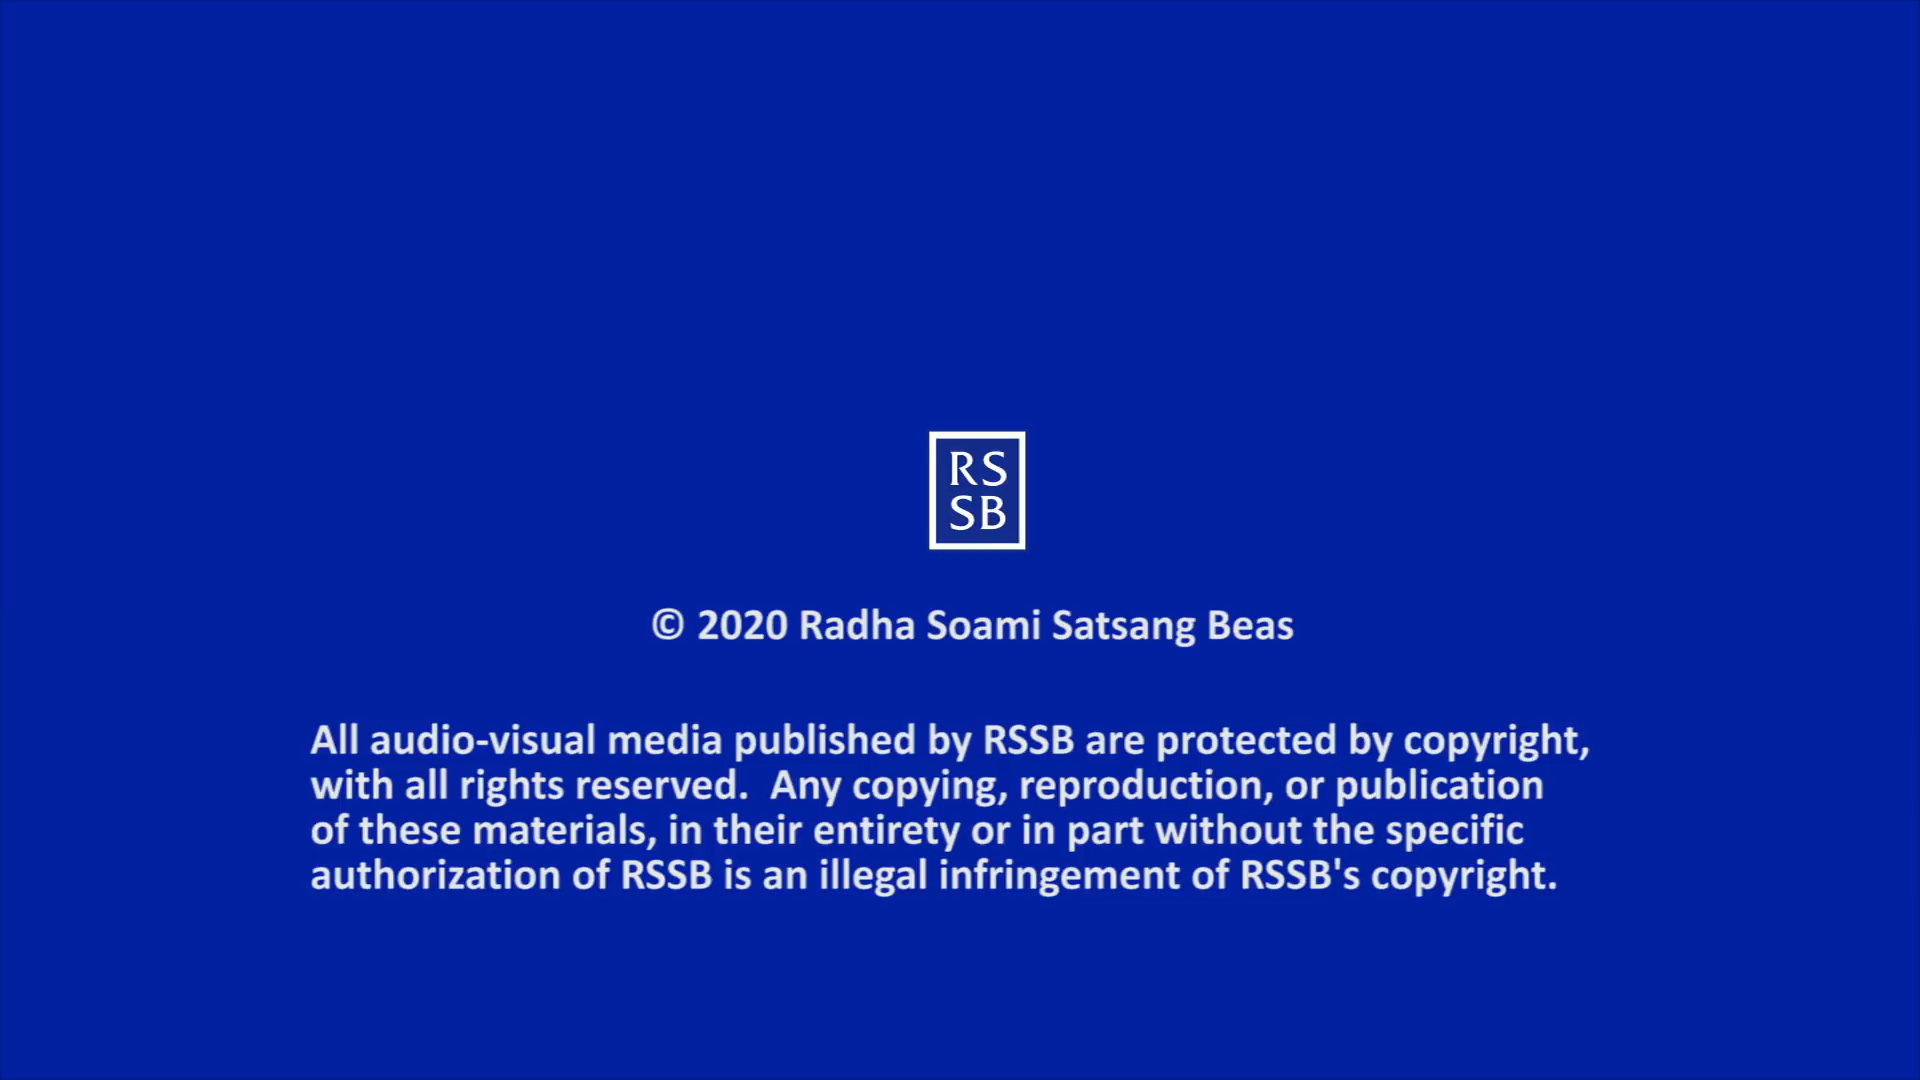 RS
SB
© 2020 Radha Soami Satsang Beas
All audio-visual media published by RSSB are protected by copyright,
with all rights reserved.  Any copying, reproduction, or publication
of these materials, in their entirety or in part without the specific
authorization of RSSB is an illegal infringement of RSSB's copyright.